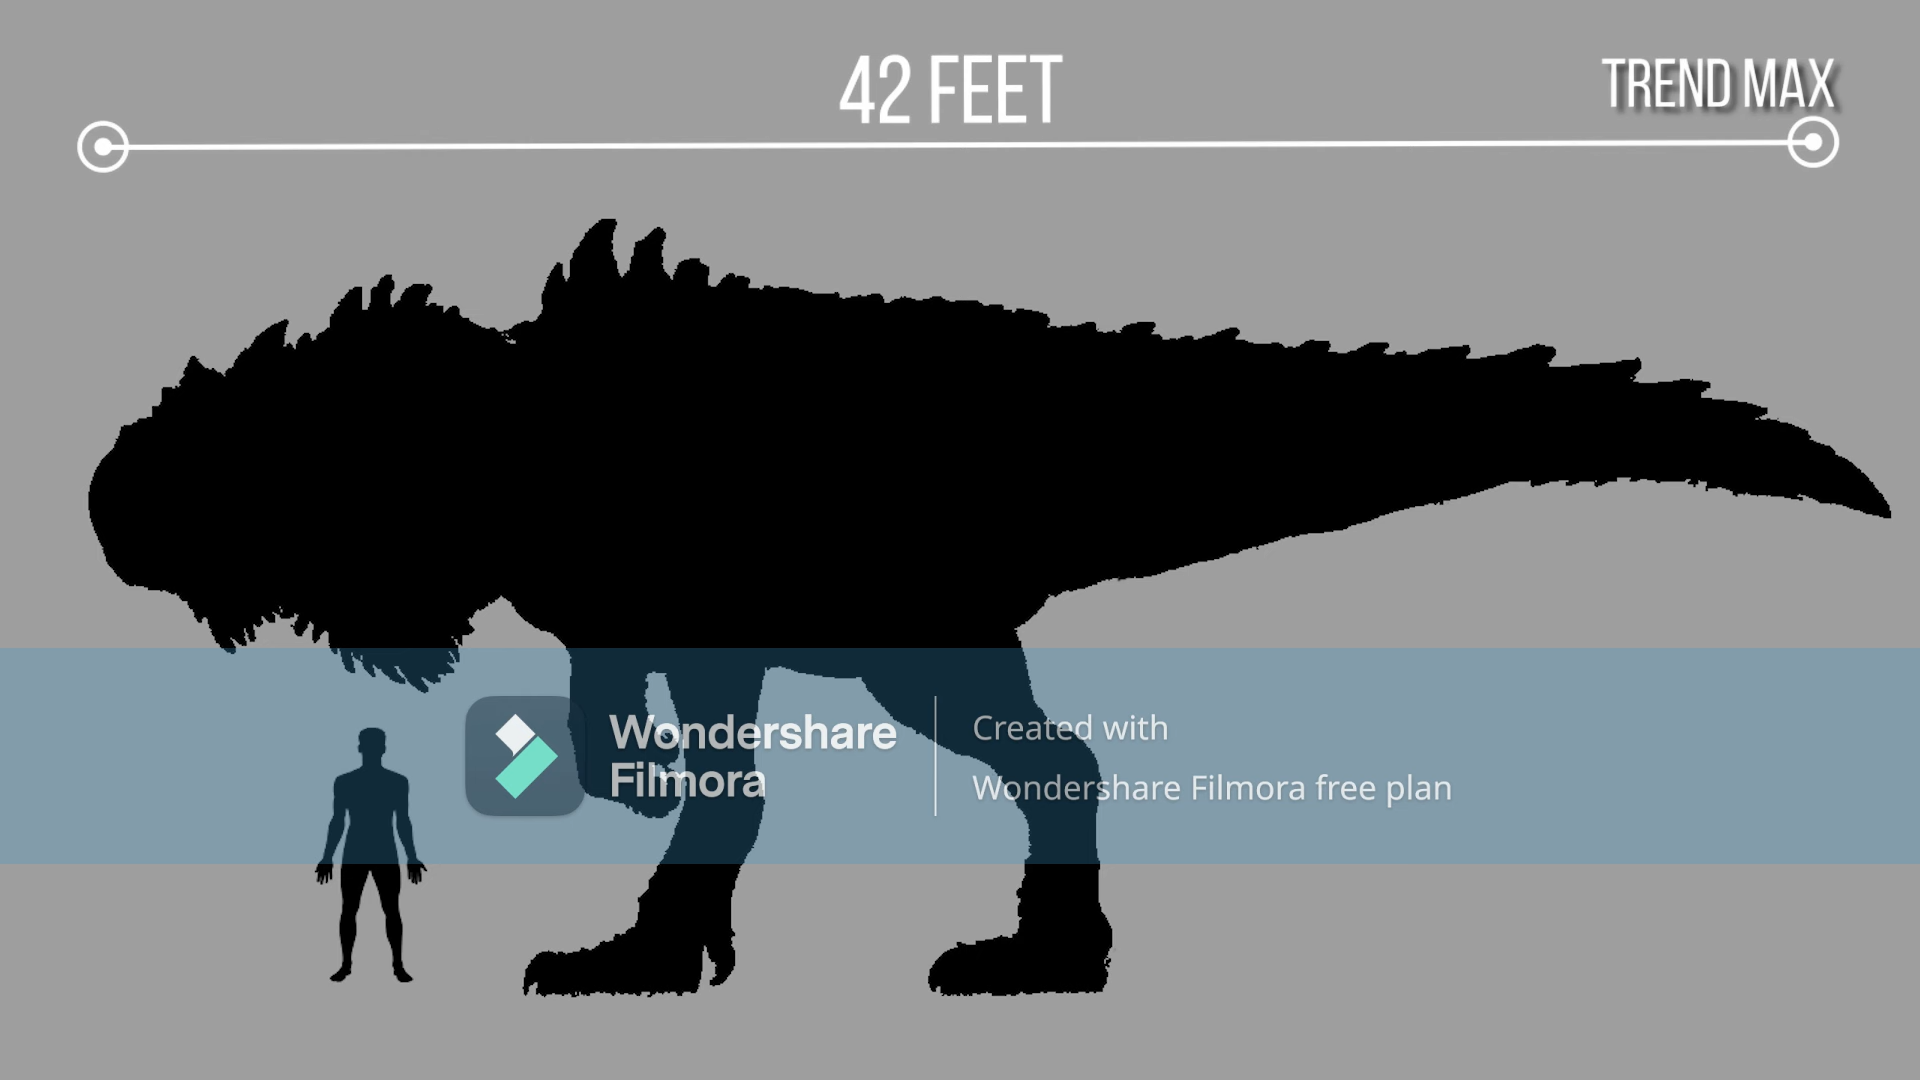 42 FEET
TREND MAX
Wondershare
Filmora
Created with
Wondershare Filmora free plan